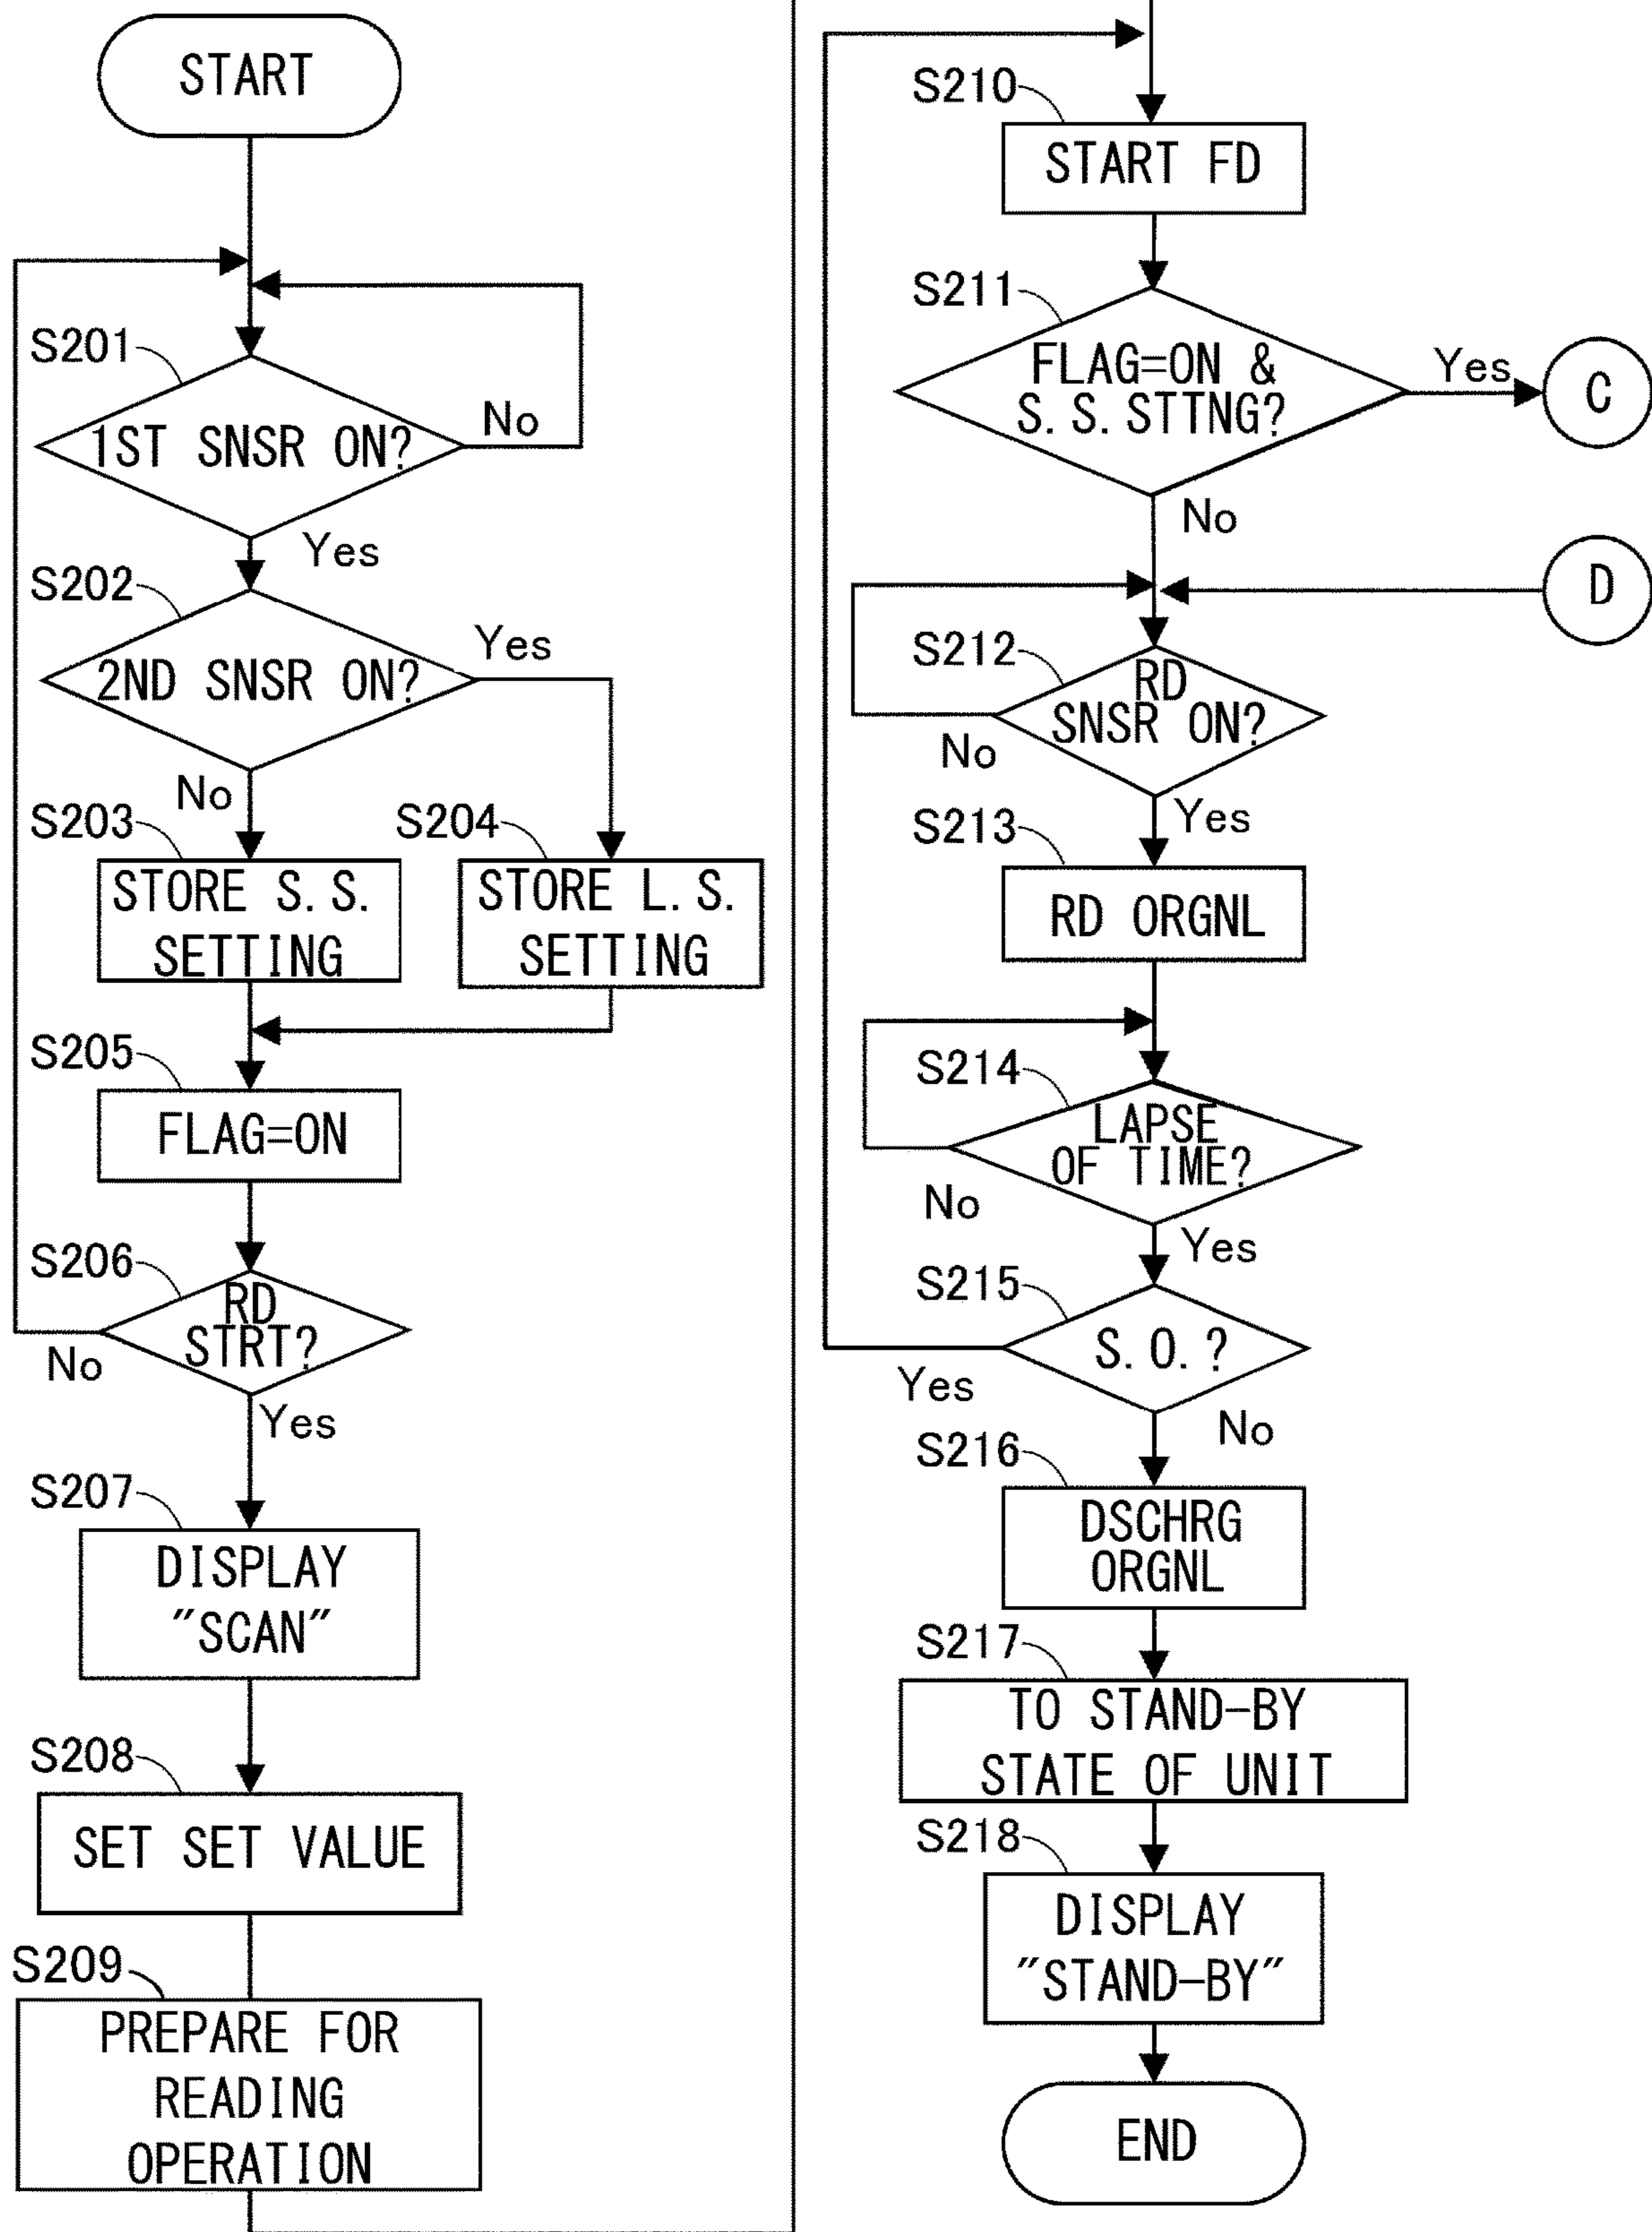 START
S201
1ST SNSR ON?
No
Yes
S202
2ND SNSR ON?
Yes
No
S203
STORE S.S.
SETTING
S204
STORE L.S.
SETTING
S205
FLAG=ON
S206
RD
STRT?
No
Yes
S207
DISPLAY
"SCAN"
S208
SET SET VALUE
S209
PREPARE FOR
READING
OPERATION
S210
START FD
S211
FLAG=ON &
S.S.STTNG?
Yes
C
No
D
S212
RD
SNSR ON?
No
Yes
S213
RD ORGNL
S214
LAPSE
OF TIME?
No
Yes
S215
S.O.?
Yes
No
S216
DSCHRG
ORGNL
S217
TO STAND-BY
STATE OF UNIT
S218
DISPLAY
"STAND-BY"
END